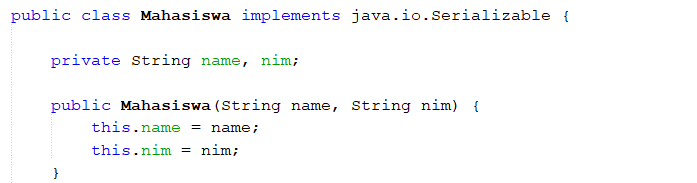 public class Mahasiswa implements java.io.Serializable {
private String name, nim;
public Mahasiswa(String name, String nim) {
this.name = name;
this.nim = nim;
}